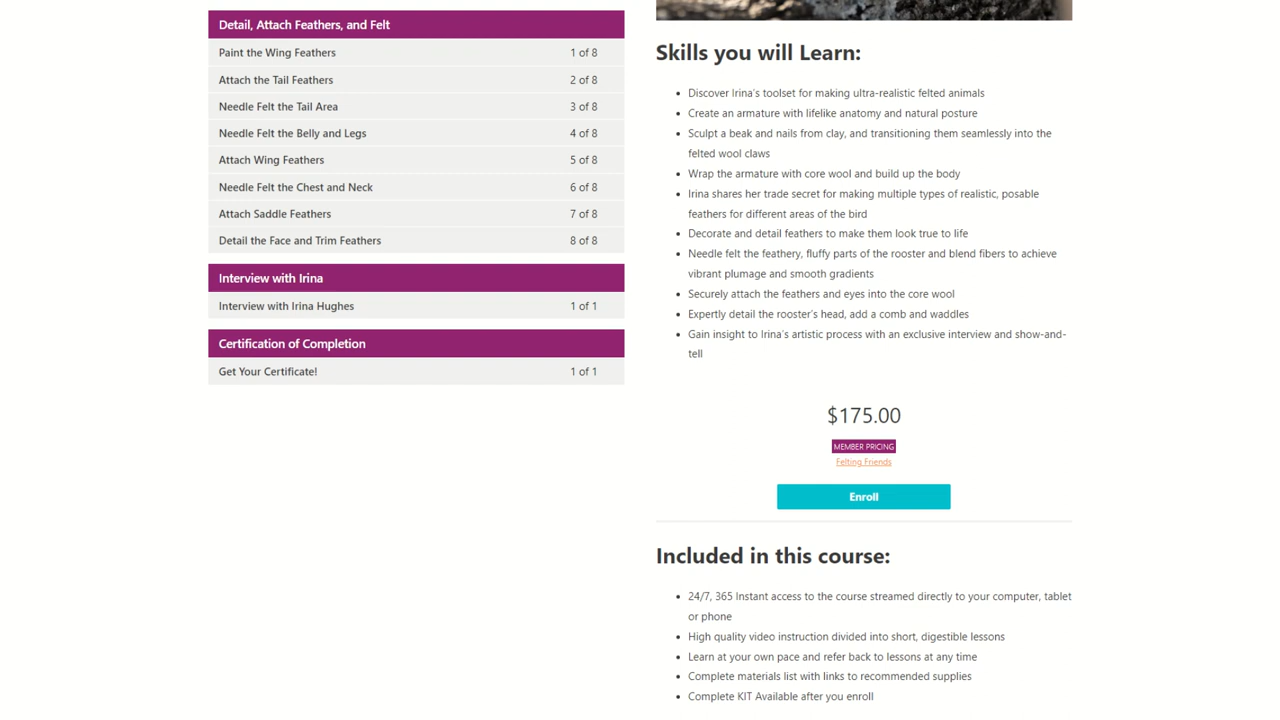 Detail, Attach Feathers, and Felt
Paint the Wing Feathers 1 of 8
Attach the Tail Feathers 2 of 8
Needle Felt the Tail Area 3 of 8
Needle Felt the Belly and Legs 4 of 8
Attach Wing Feathers 5 of 8
Needle Felt the Chest and Neck 6 of 8
Attach Saddle Feathers 7 of 8
Detail the Face and Trim Feathers 8 of 8
Interview with Irina
Interview with Irina Hughes 1 of 1
Certification of Completion
Get Your Certificate! 1 of 1
Skills you will Learn:
Discover Irina's toolset for making ultra-realistic felted animals
Create an armature with lifelike anatomy and natural posture
Sculpt a beak and nails from clay, and transitioning them seamlessly into the
felted wool claws
Wrap the armature with core wool and build up the body
Irina shares her trade secret for making multiple types of realistic, posable
feathers for different areas of the bird
Decorate and detail feathers to make them look true to life
Needle felt the feathery, fluffy parts of the rooster and blend fibers to achieve
vibrant plumage and smooth gradients
Securely attach the feathers and eyes into the core wool
Expertly detail the rooster's head, add a comb and waddles
Gain insight to Irina's artistic process with an exclusive interview and show-and-
tell
$175.00
MEMBER PRICING
Felting Friends
Enroll
Included in this course:
24/7, 365 Instant access to the course streamed directly to your computer, tablet
or phone
High quality video instruction divided into short, digestible lessons
Learn at your own pace and refer back to lessons at any time
Complete materials list with links to recommended supplies
Complete KIT Available after you enroll